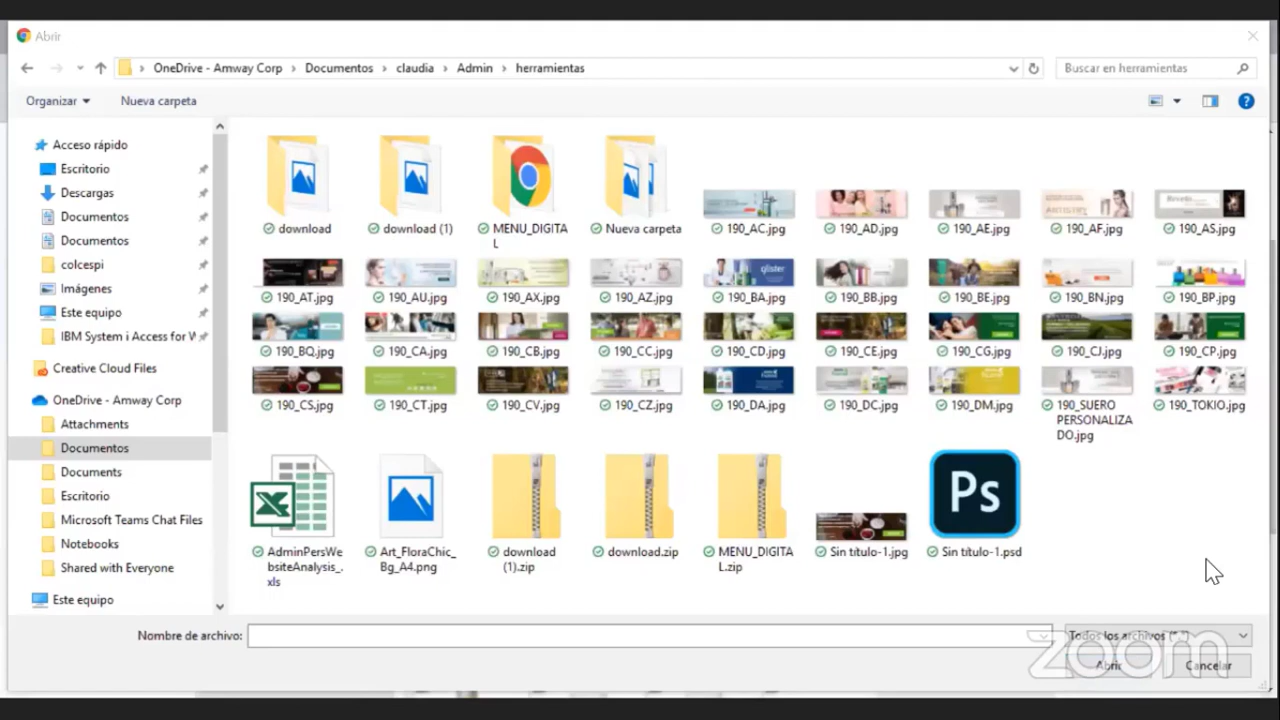 Abrir
OneDrive - Amway Corp > Documentos > claudia > Admin > herramientas
Buscar en herramientas
Organizar
Nueva carpeta
Acceso rápido
Escritorio
Descargas
Documentos
Documentos
colcespi
Imágenes
Este equipo
IBM System i Access for W
Creative Cloud Files
OneDrive - Amway Corp
Attachments
Documentos
Documents
Escritorio
Microsoft Teams Chat Files
Notebooks
Shared with Everyone
Este equipo
download
download (1)
MENU_DIGITA
L
Nueva carpeta
190_AC.jpg
190_AD.jpg
190_AE.jpg
ARTISTRY
190_AF.jpg
190_AS.jpg
190_AT.jpg
190_AU.jpg
190_AX.jpg
190_AZ.jpg
glister
190_BA.jpg
190_BB.jpg
190_BE.jpg
190_BN.jpg
190_BP.jpg
190_BQ.jpg
190_CA.jpg
190_CB.jpg
190_CC.jpg
190_CD.jpg
190_CE.jpg
190_CG.jpg
190_CJ.jpg
190_CP.jpg
190_CS.jpg
190_CT.jpg
190_CV.jpg
190_CZ.jpg
190_DA.jpg
190_DC.jpg
190_DM.jpg
190_SUERO
PERSONALIZA
DO.jpg
190_TOKIO.jpg
AdminPersWe
bsiteAnalysis_.
xls
Art_FloraChic_
Bg_A4.png
download
(1).zip
download.zip
MENU_DIGITA
L.zip
Sin título-1.jpg
Ps
Sin título-1.psd
Nombre de archivo:
Todos los archivos (*.*)
Abrir
Cancelar
zoom